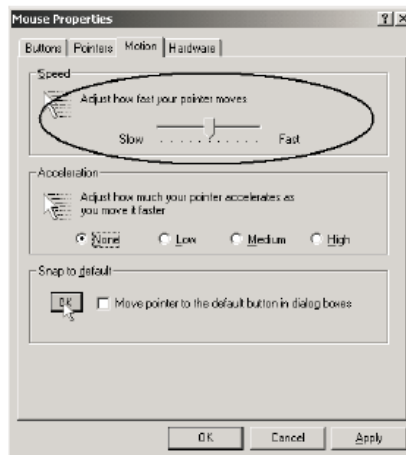 Mouse Properties
Buttons Pointers Motion Hardware
Speed
Adjust how fast your pointer moves
Slow Fast
Acceleration
Adjust how much your pointer accelerates as
you move it faster
None Low Medium High
Snap to default
OK Move pointer to the default button in dialog boxes
OK Cancel Apply